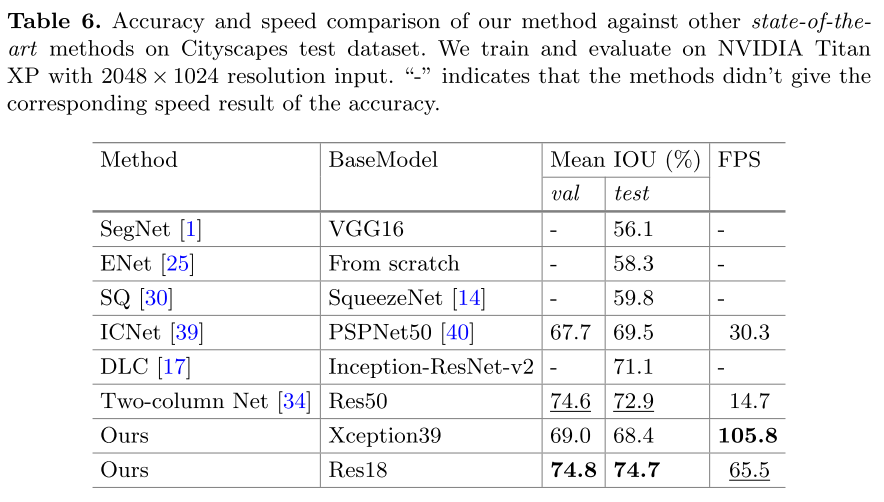 Table 6. Accuracy and speed comparison of our method against other state-of-the-
art methods on Cityscapes test dataset. We train and evaluate on NVIDIA Titan
XP with 2048 × 1024 resolution input. “-” indicates that the methods didn’t give the
corresponding speed result of the accuracy.
Method BaseModel Mean IOU (%) FPS
val test
SegNet [1] VGG16 - 56.1 -
ENet [25] From scratch - 58.3 -
SQ [30] SqueezeNet [14] - 59.8 -
ICNet [39] PSPNet50 [40] 67.7 69.5 30.3
DLC [17] Inception-ResNet-v2 - 71.1 -
Two-column Net [34] Res50 74.6 72.9 14.7
Ours Xception39 69.0 68.4 105.8
Ours Res18 74.8 74.7 65.5